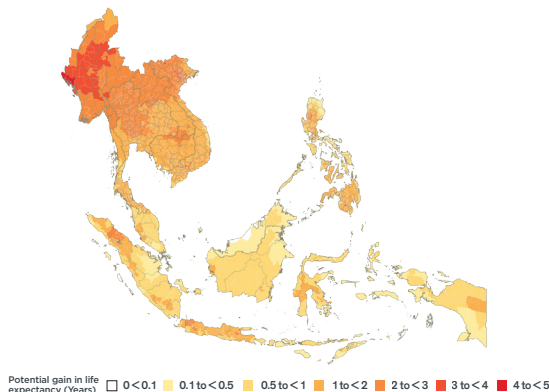 Potential gain in life
expectancy (Years)
0 < 0.1
0.1 to < 0.5
0.5 to < 1
1 to < 2
2 to < 3
3 to < 4
4 to < 5